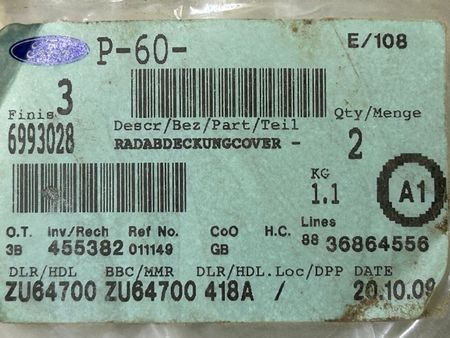 Ford P-60- E/108
3
Finis Descr/Bez/Part/Teil Qty/Menge
6993028 RADABDECKUNGCOVER - 2
KG
1.1 A1
O.T. Inv/Rech Ref No. CoO H.C. Lines
3B 455382 011149 GB 88 36864556
DLR/HDL BBC/MMR DLR/HDL.Loc/DPP DATE
ZU64700 ZU64700 418A / 20.10.09